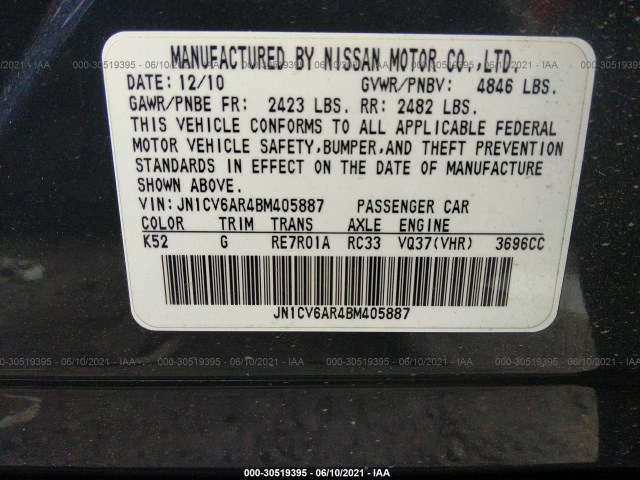 000-30519395 - 06/10/2021 - IAA
MANUFACTURED BY NISSAN MOTOR CO.,LTD.
DATE: 12/10 GVWR/PNBV: 4846 LBS.
GAWR/PNBE FR: 2423 LBS. RR: 2482 LBS.
THIS VEHICLE CONFORMS TO ALL APPLICABLE FEDERAL
MOTOR VEHICLE SAFETY,BUMPER,AND THEFT PREVENTION
STANDARDS IN EFFECT ON THE DATE OF MANUFACTURE
SHOWN ABOVE.
VIN: JN1CV6AR4BM405887 PASSENGER CAR
COLOR TRIM TRANS AXLE ENGINE
K52 G RE7R01A RC33 VQ37(VHR) 3696CC
JN1CV6AR4BM405887
000-30519395 - 06/10/2021 - IAA
000-30519395 - 06/10/2021 - IAA